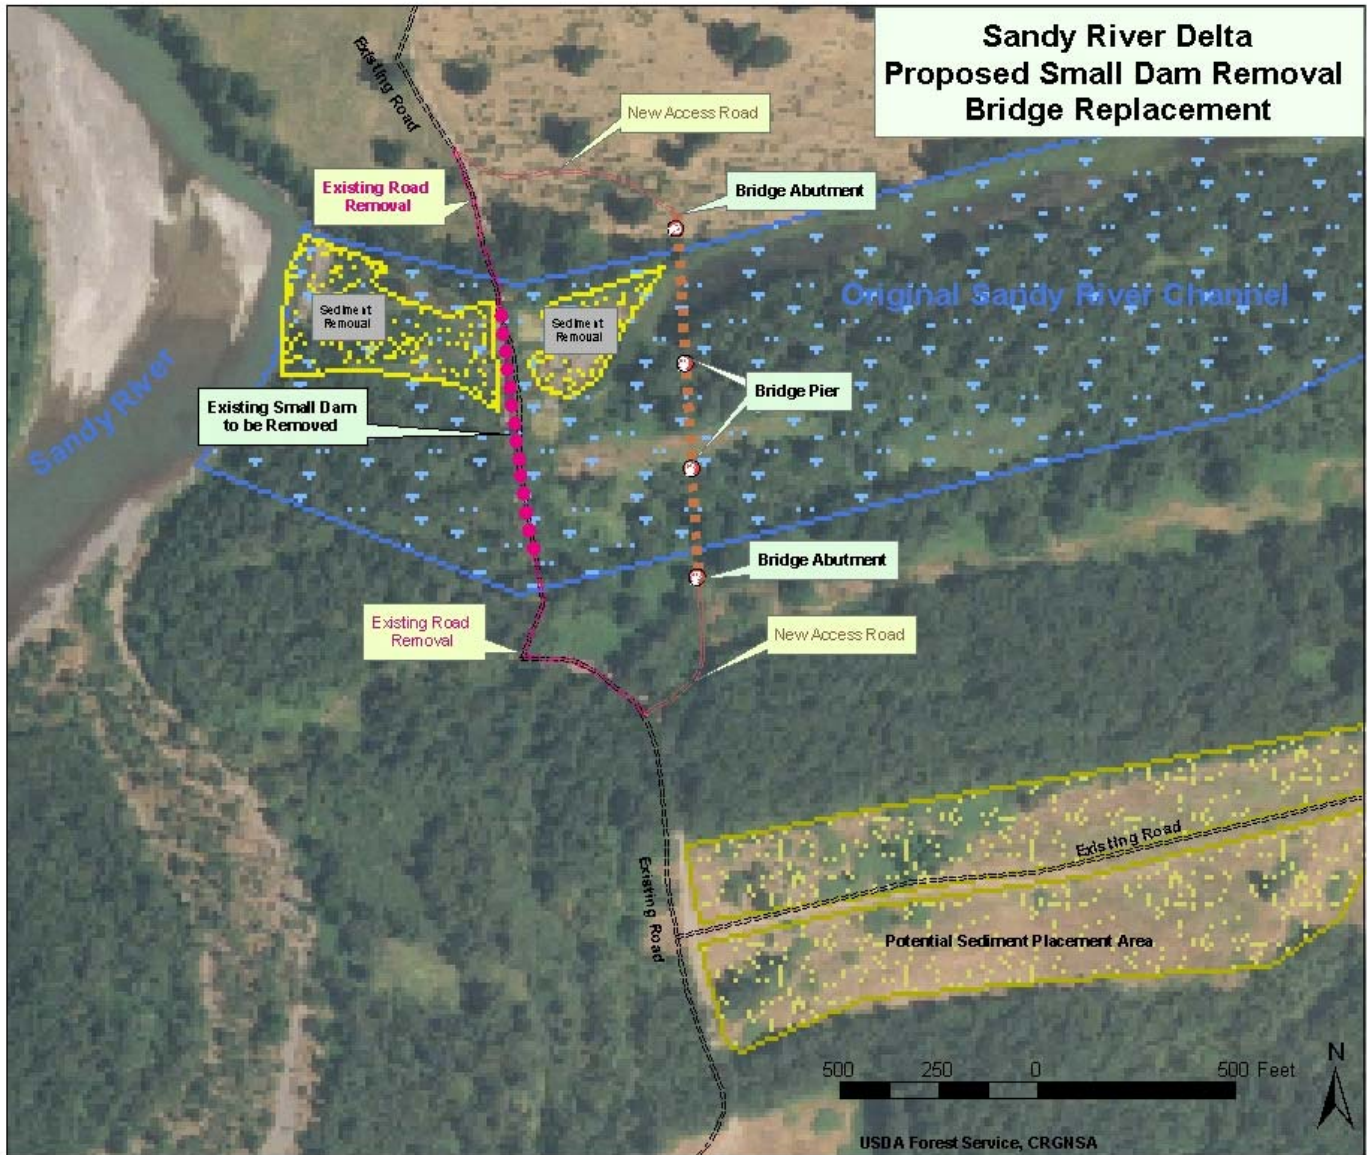 Sandy River Delta
Proposed Small Dam Removal
Bridge Replacement
Existing Road
New Access Road
Existing Road
Removal
Bridge Abutment
Sediment
Removal
Sediment
Removal
Original Sandy River Channel
Sandy River
Existing Small Dam
to be Removed
Bridge Pier
Bridge Abutment
Existing Road
Removal
New Access Road
Existing Road
Existing Road
Potential Sediment Placement Area
500 250 0 500 Feet
N
USDA Forest Service, CRGNSA